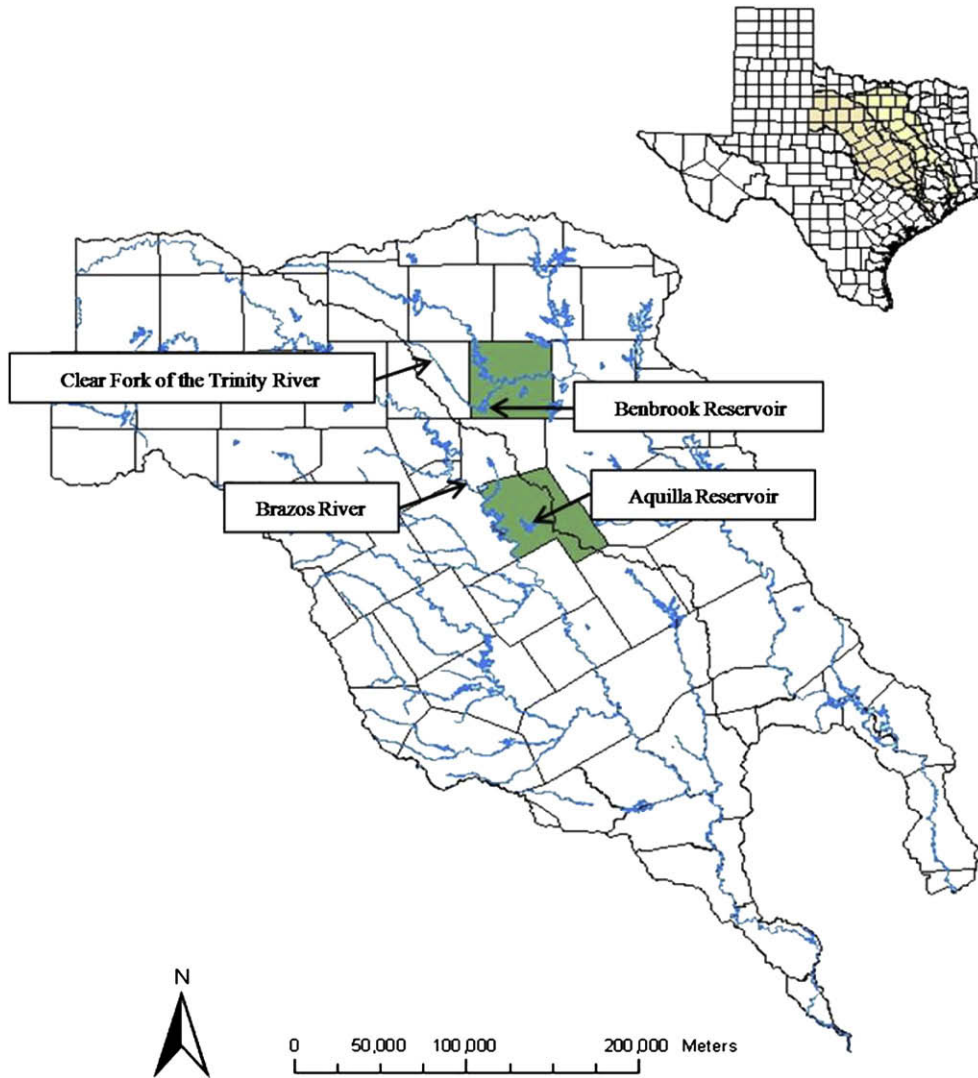 Clear Fork of the Trinity River
Benbrook Reservoir
Brazos River
Aquilla Reservoir
N
0 50,000 100,000 200,000 Meters